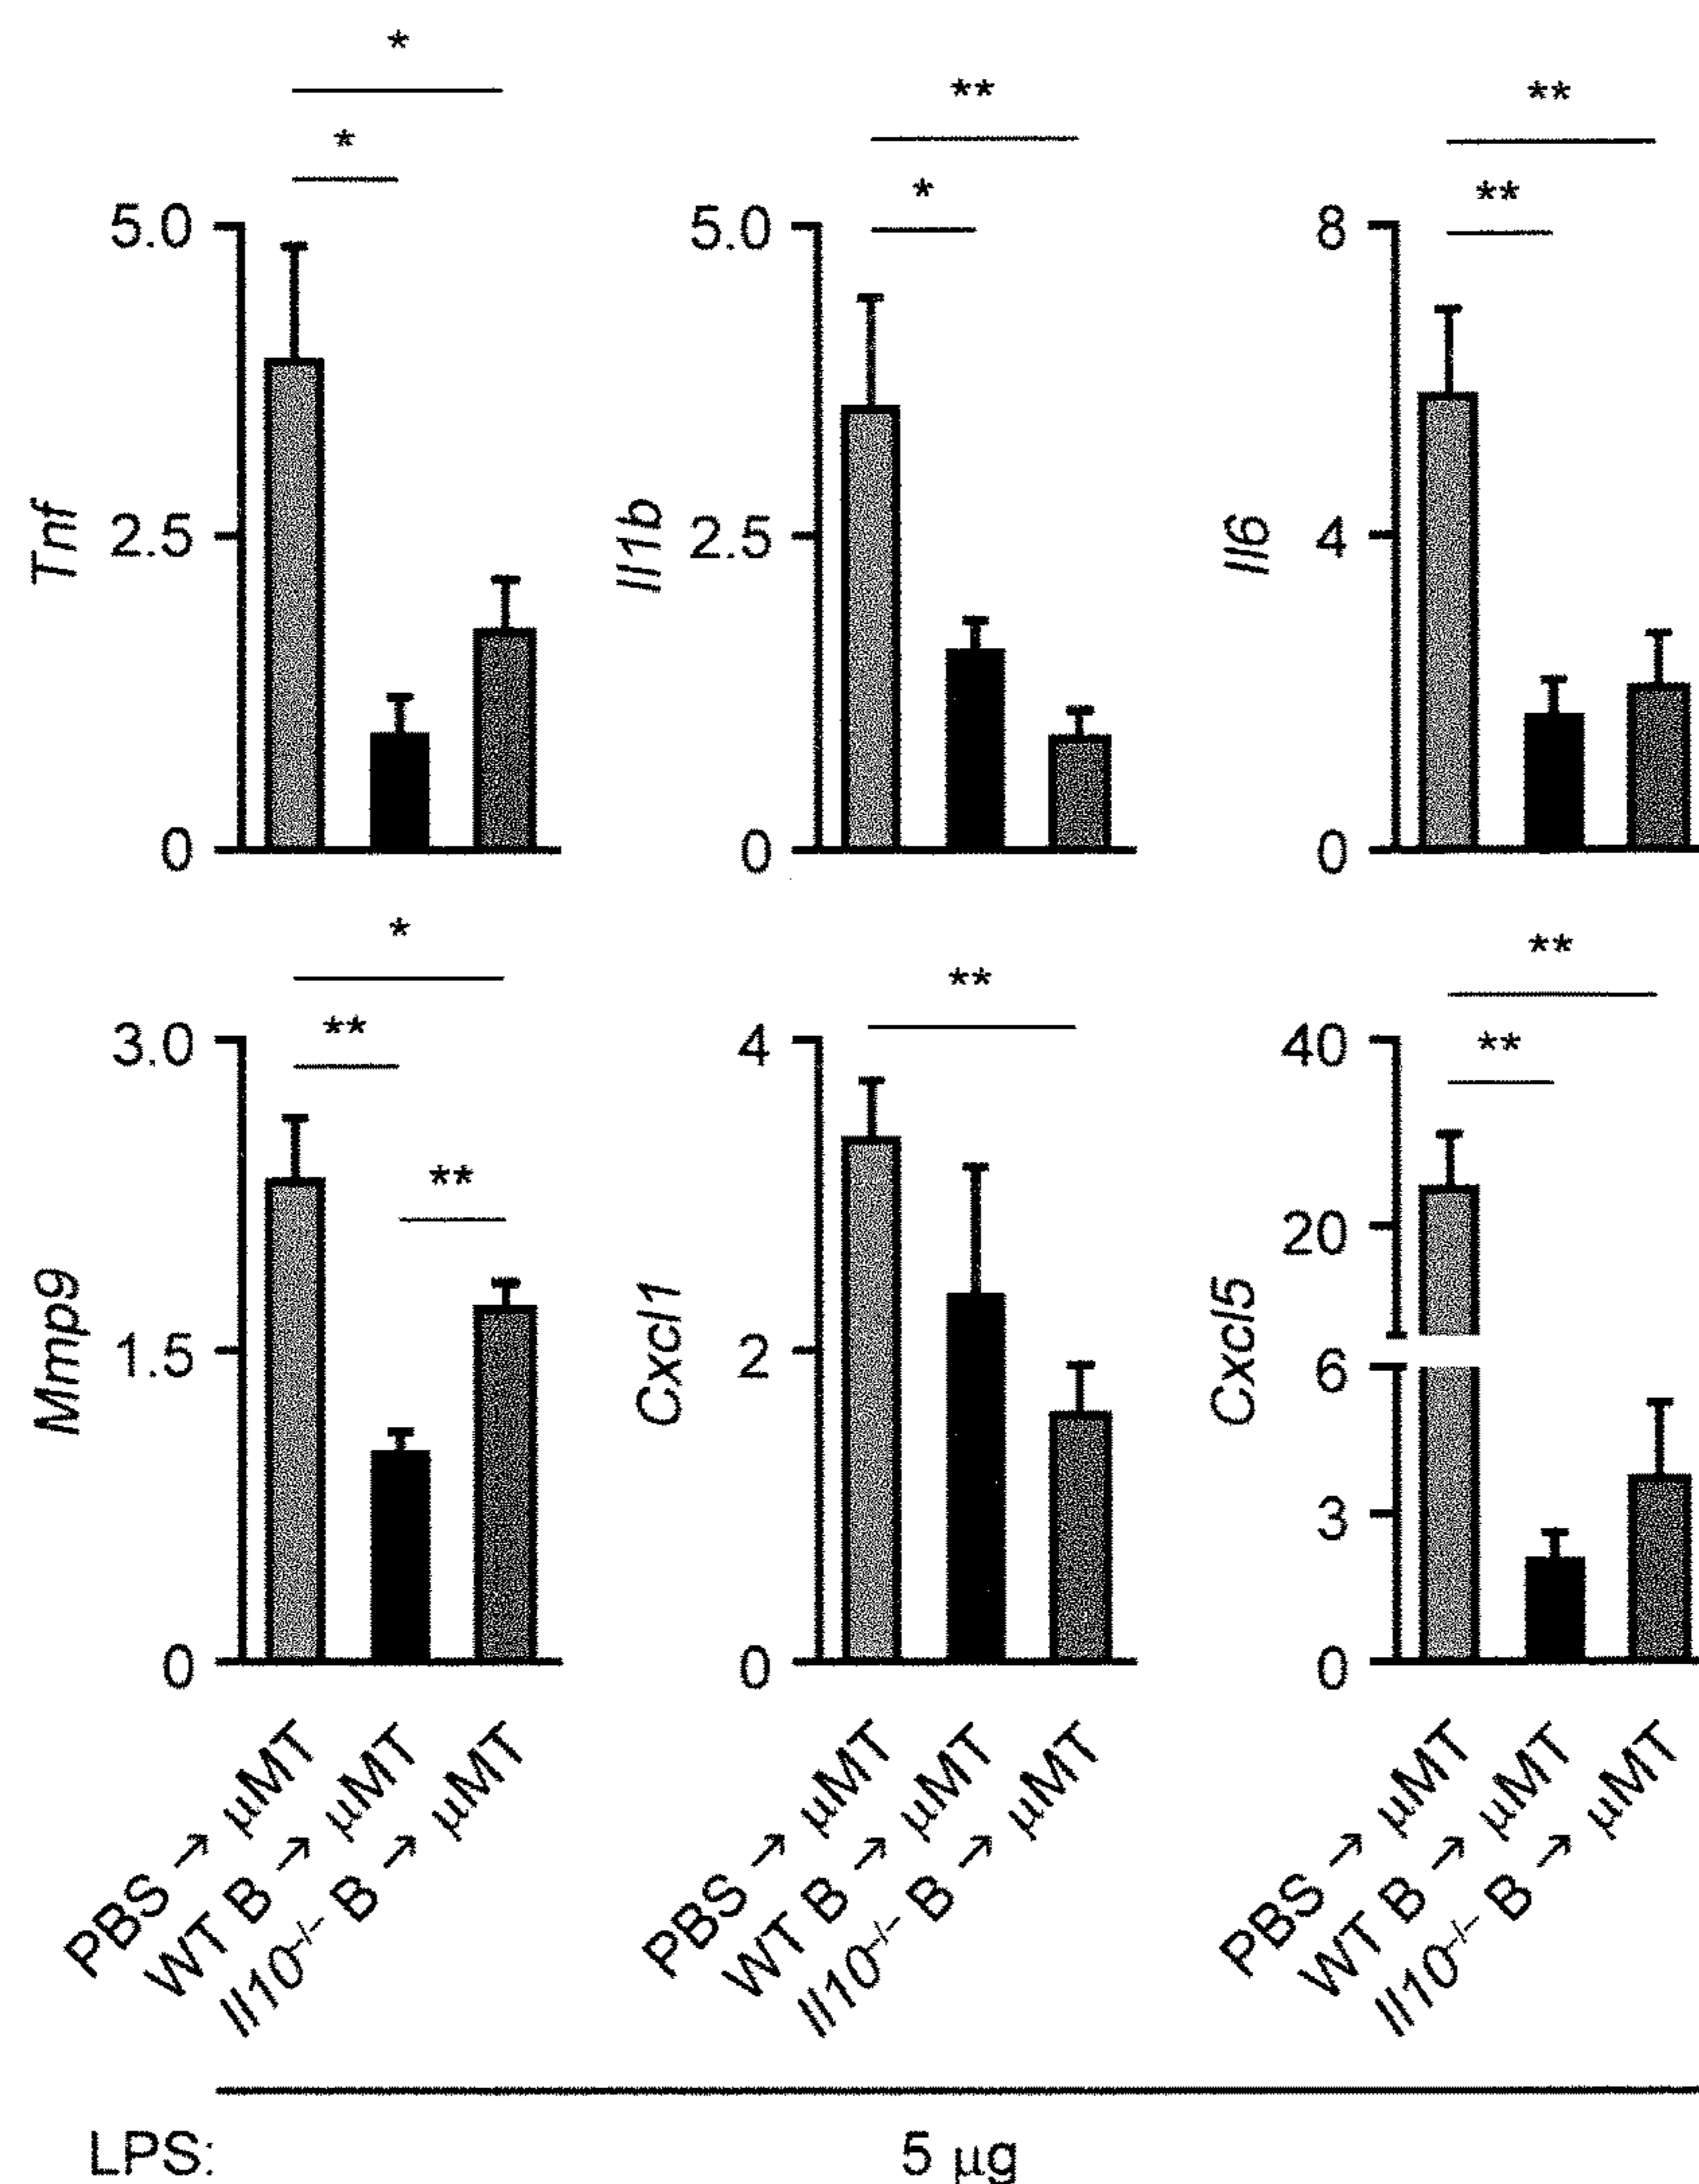 *
*
5.0
2.5
0
Tnf
**
*
5.0
2.5
0
Il1b
**
**
8
4
0
Il6
*
**
**
3.0
1.5
0
Mmp9
**
4
2
0
Cxcl1
**
**
40
20
6
3
0
Cxcl5
PBS → μMT
WT B → μMT
Il10⁻/⁻ B → μMT
PBS → μMT
WT B → μMT
Il10⁻/⁻ B → μMT
PBS → μMT
WT B → μMT
Il10⁻/⁻ B → μMT
LPS: 5 μg